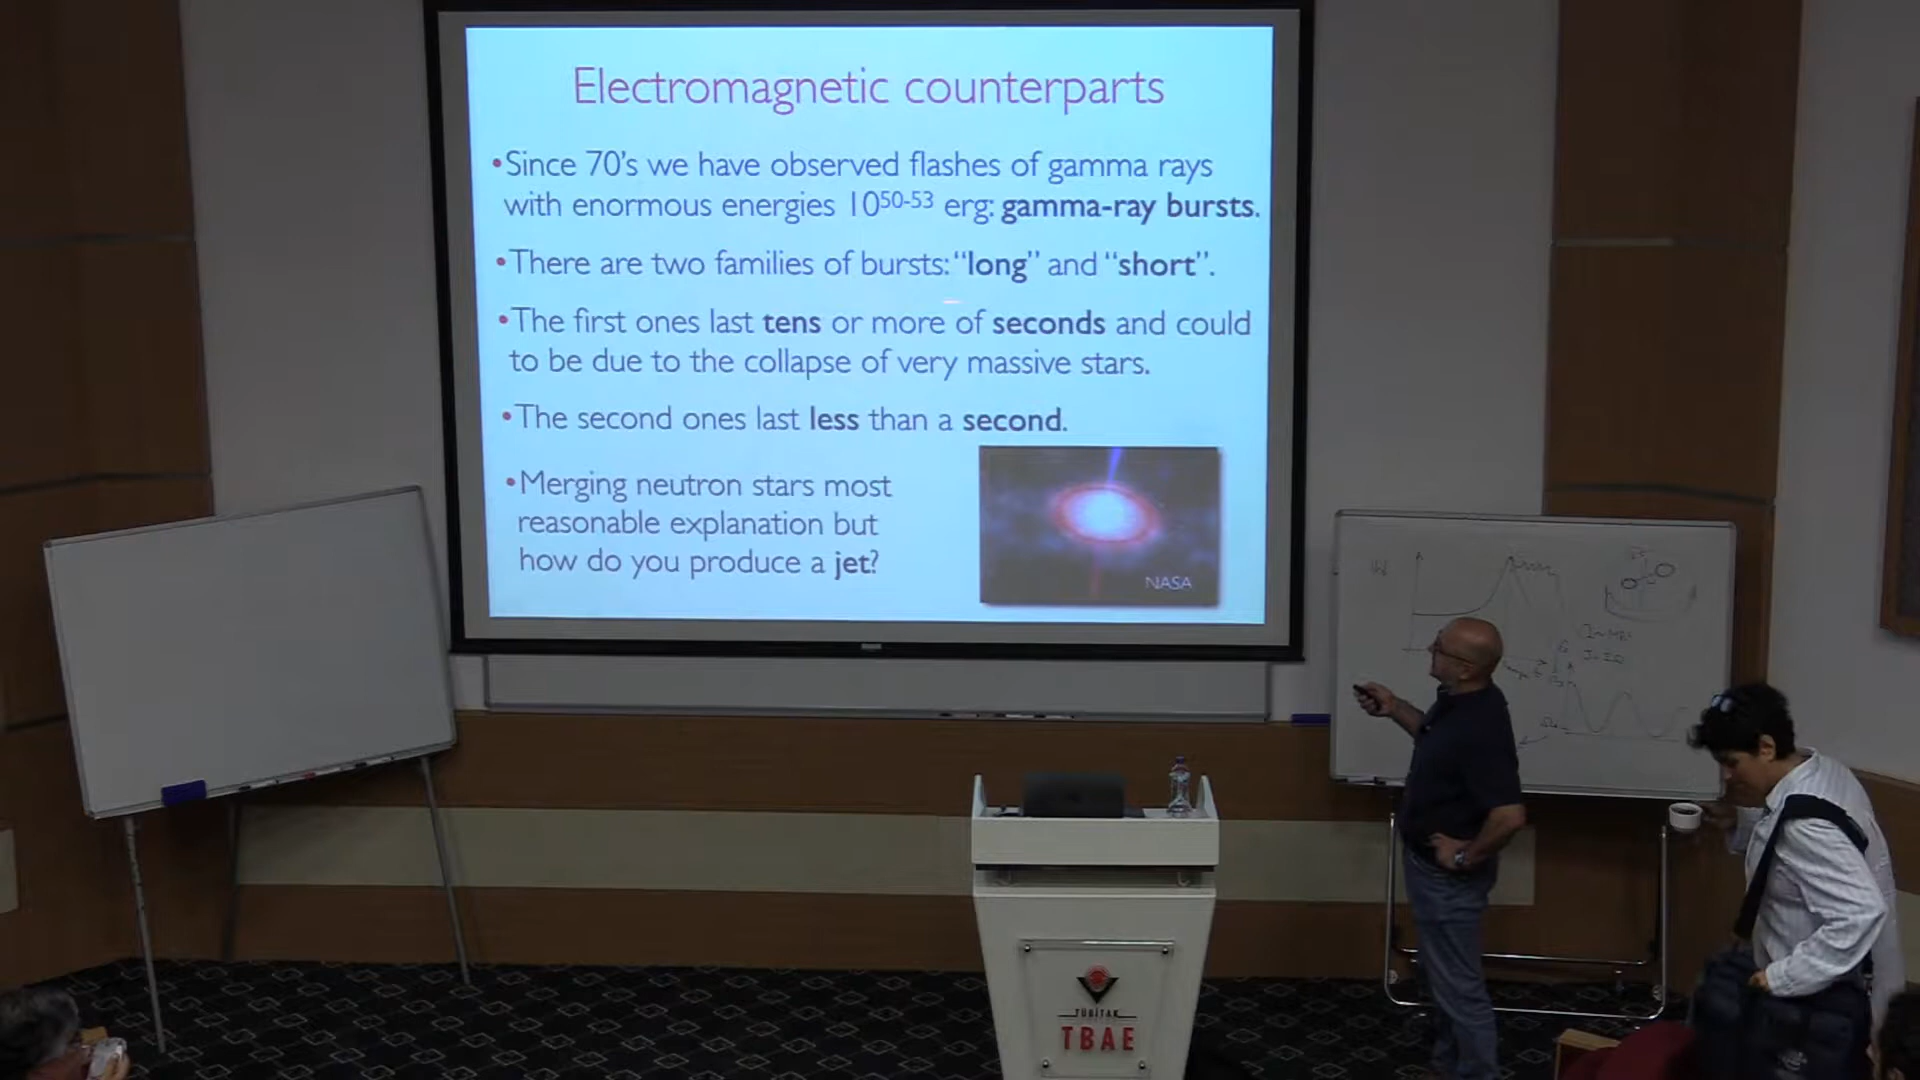 Electromagnetic counterparts
•Since 70's we have observed flashes of gamma rays
with enormous energies 10⁵⁰⁻⁵³ erg: gamma-ray bursts.
•There are two families of bursts: "long" and "short".
•The first ones last tens or more of seconds and could
to be due to the collapse of very massive stars.
•The second ones last less than a second.
•Merging neutron stars most
reasonable explanation but
how do you produce a jet?
NASA
TÜBİTAK
TBAE